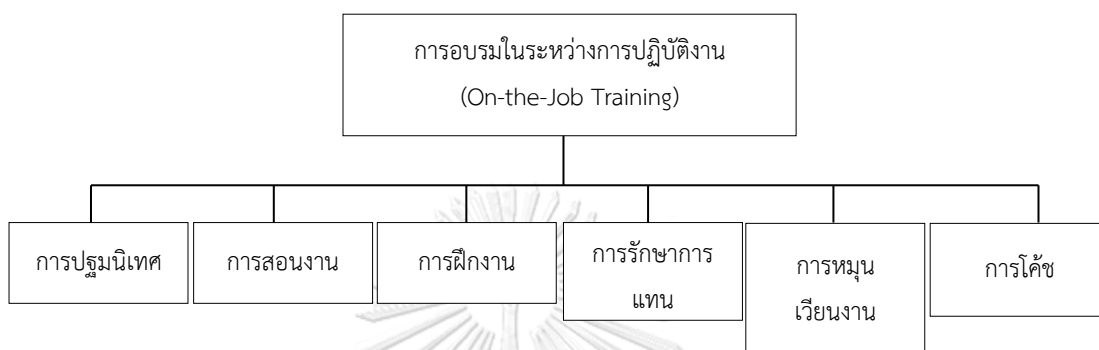 การอบรมในระหว่างการปฏิบัติงาน
(On-the-Job Training)
การปฐมนิเทศ
การสอนงาน
การฝึกงาน
การรักษาการ
แทน
การหมุน
เวียนงาน
การโค้ช